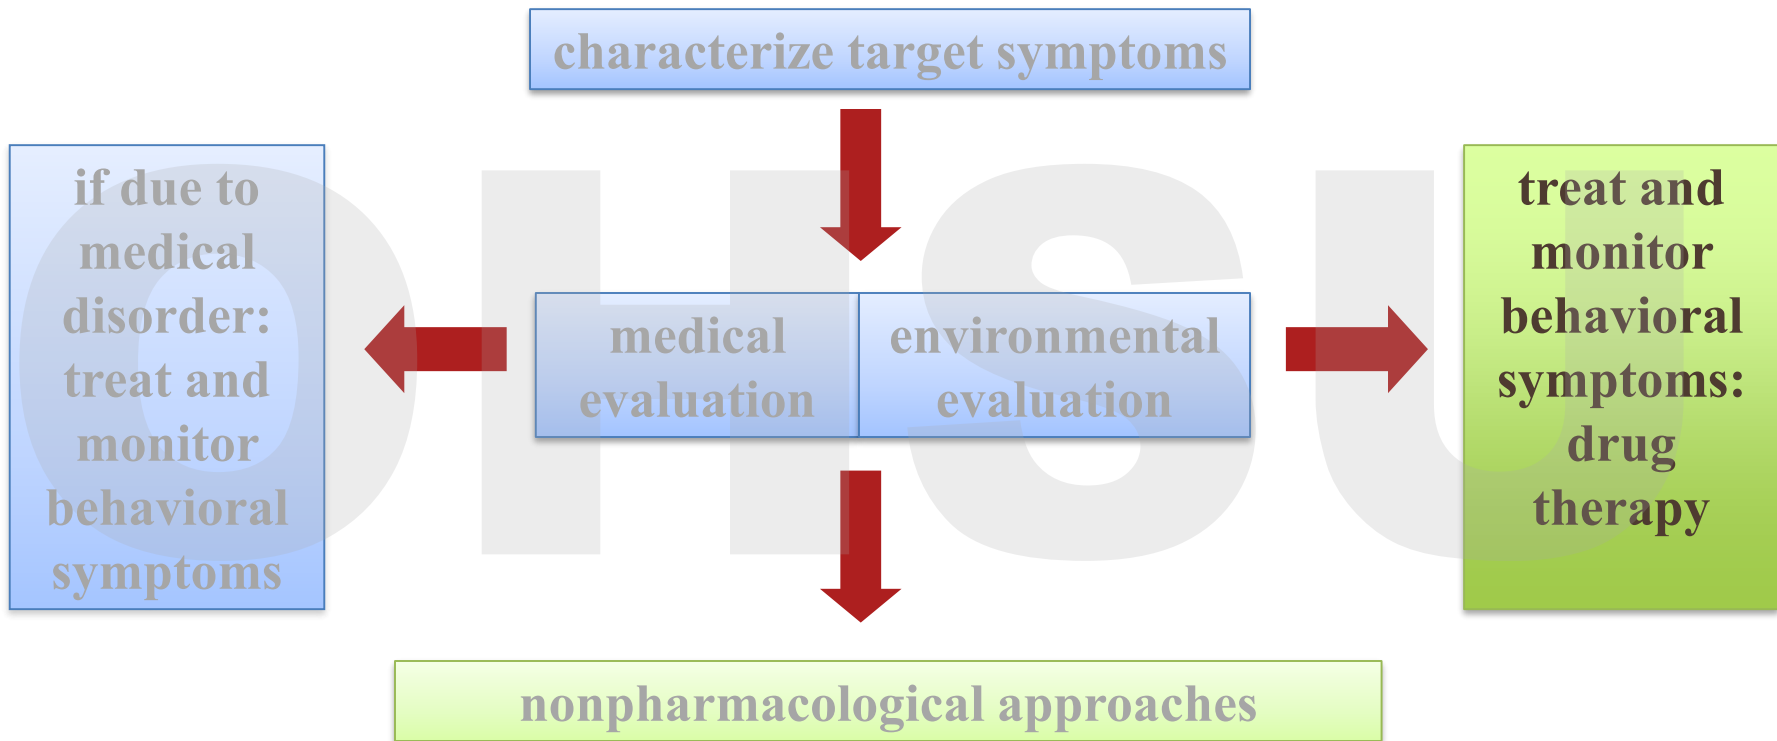 characterize target symptoms
if due to
medical
disorder:
treat and
monitor
behavioral
symptoms
medical
evaluation
environmental
evaluation
treat and
monitor
behavioral
symptoms:
drug
therapy
nonpharmacological approaches
OHSU